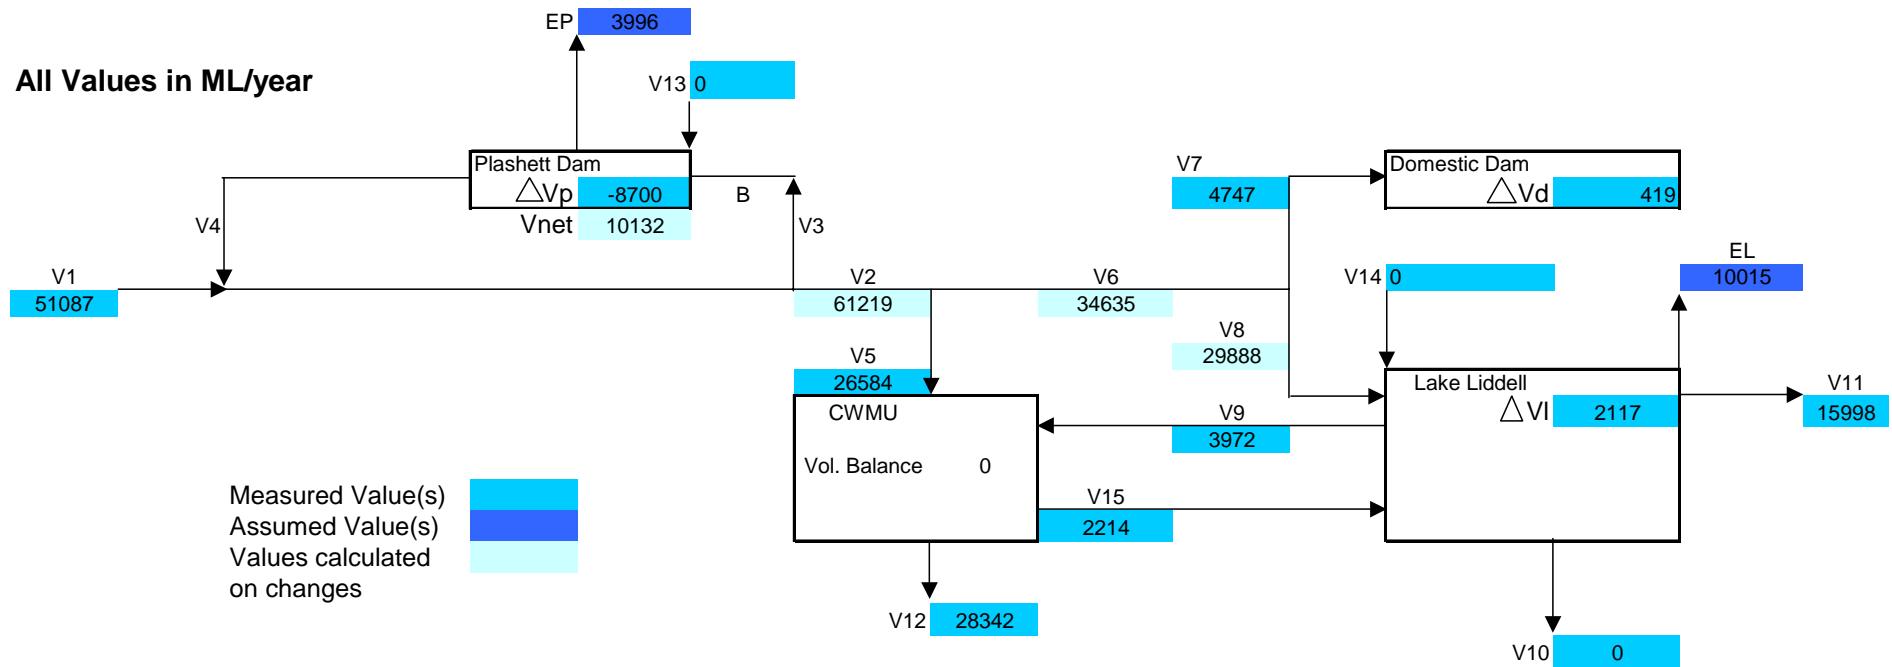 EP 3996
All Values in ML/year
V13 0
Plashett Dam
△Vp -8700
Vnet 10132
B
V4
V3
V7
4747
Domestic Dam
△Vd 419
V1
51087
V2
61219
V6
34635
V14 0
EL
10015
V8
29888
V5
26584
CWMU
Vol. Balance 0
V9
3972
Lake Liddell
△Vl 2117
V11
15998
V15
2214
Measured Value(s)
Assumed Value(s)
Values calculated
on changes
V12 28342
V10 0